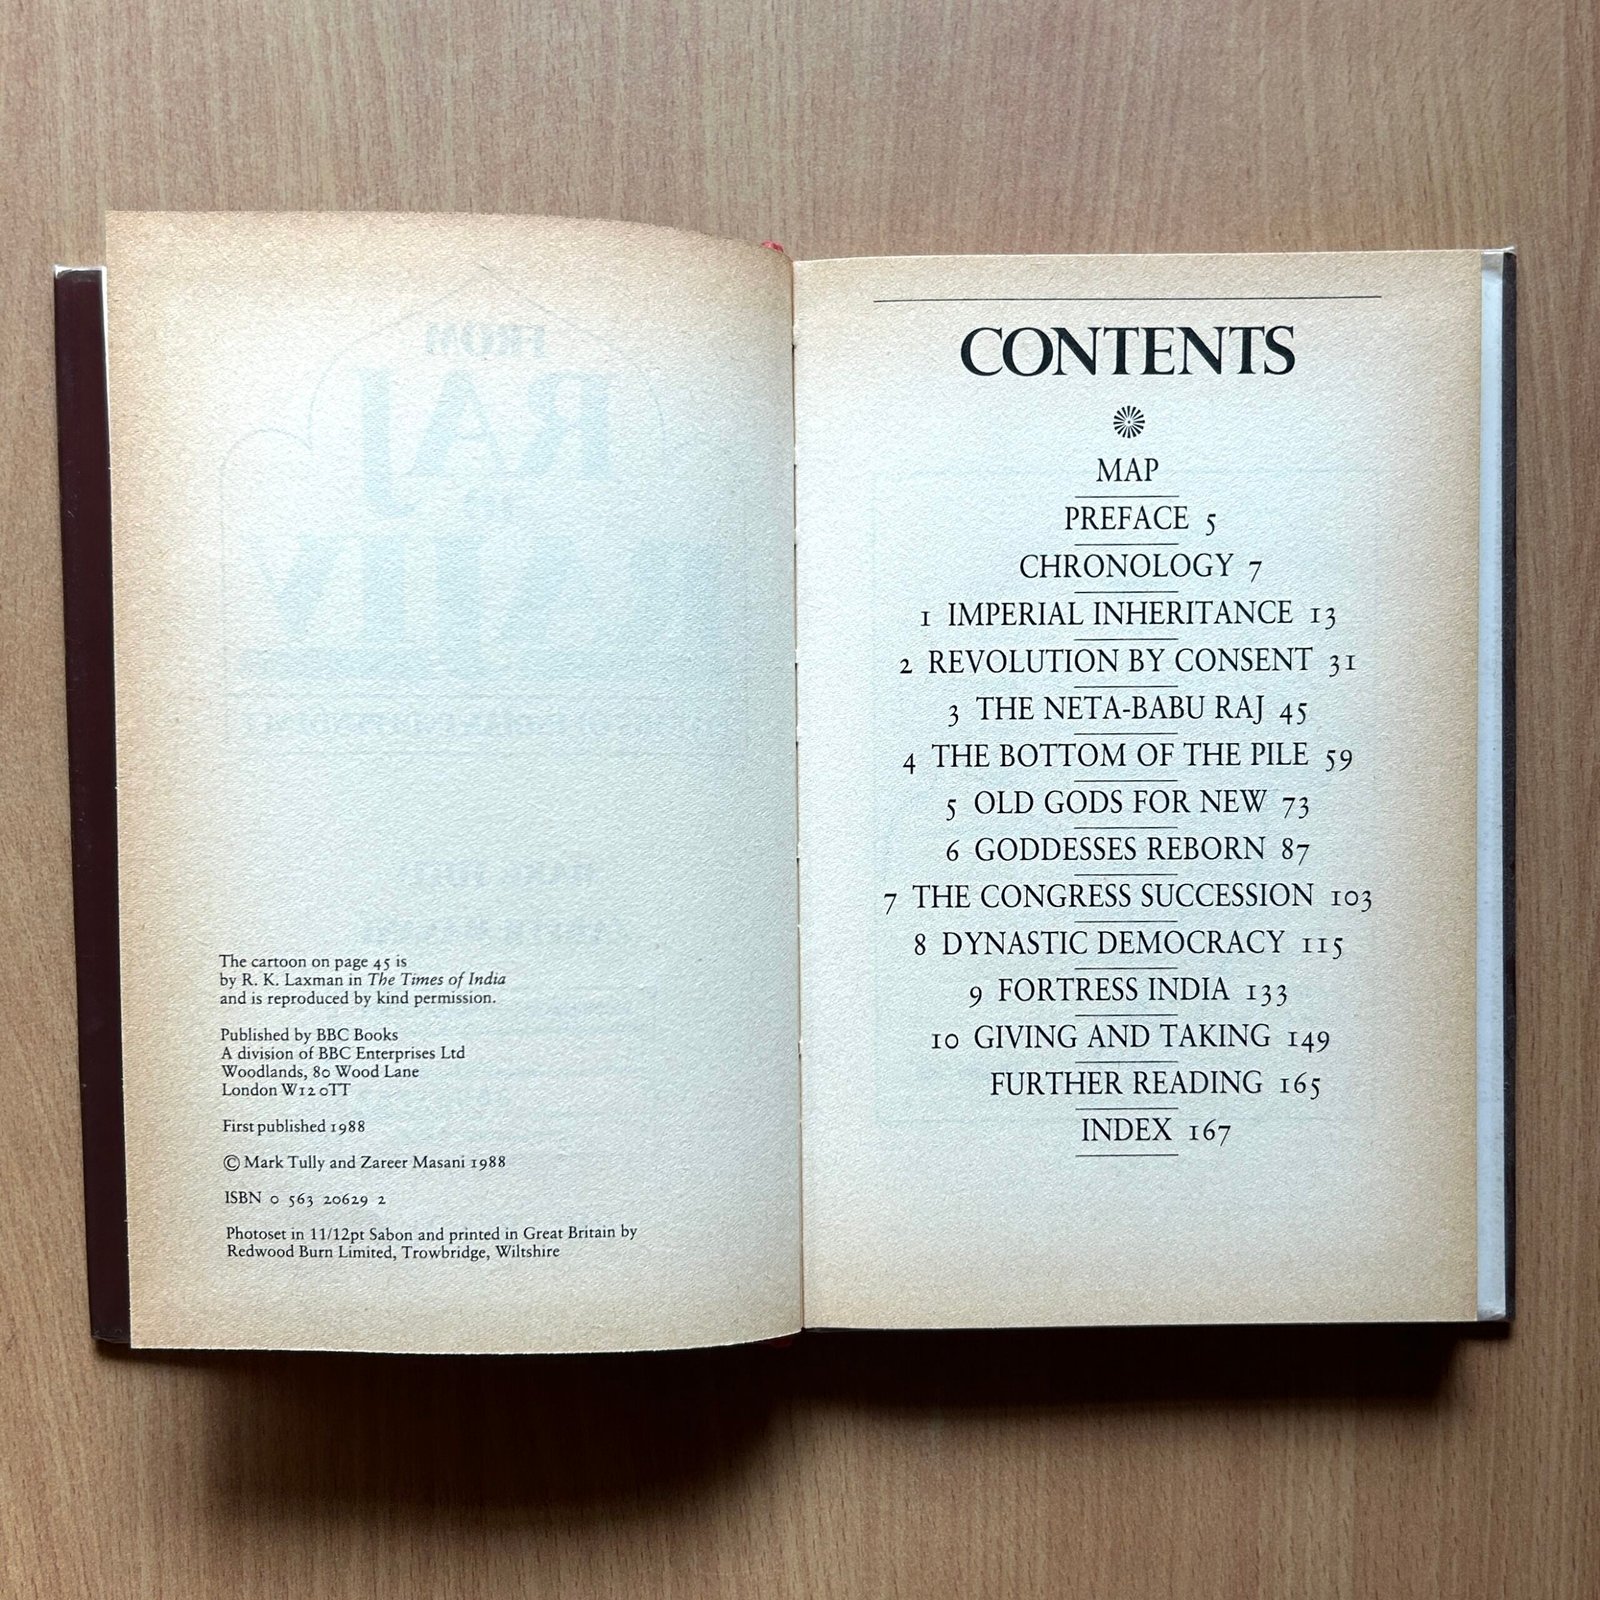 The cartoon on page 45 is
by R. K. Laxman in The Times of India
and is reproduced by kind permission.
Published by BBC Books
A division of BBC Enterprises Ltd
Woodlands, 80 Wood Lane
London W12 0TT
First published 1988
© Mark Tully and Zareer Masani 1988
ISBN 0 563 20629 2
Photoset in 11/12pt Sabon and printed in Great Britain by
Redwood Burn Limited, Trowbridge, Wiltshire
CONTENTS
MAP
PREFACE 5
CHRONOLOGY 7
1 IMPERIAL INHERITANCE 13
2 REVOLUTION BY CONSENT 31
3 THE NETA-BABU RAJ 45
4 THE BOTTOM OF THE PILE 59
5 OLD GODS FOR NEW 73
6 GODDESSES REBORN 87
7 THE CONGRESS SUCCESSION 103
8 DYNASTIC DEMOCRACY 115
9 FORTRESS INDIA 133
10 GIVING AND TAKING 149
FURTHER READING 165
INDEX 167